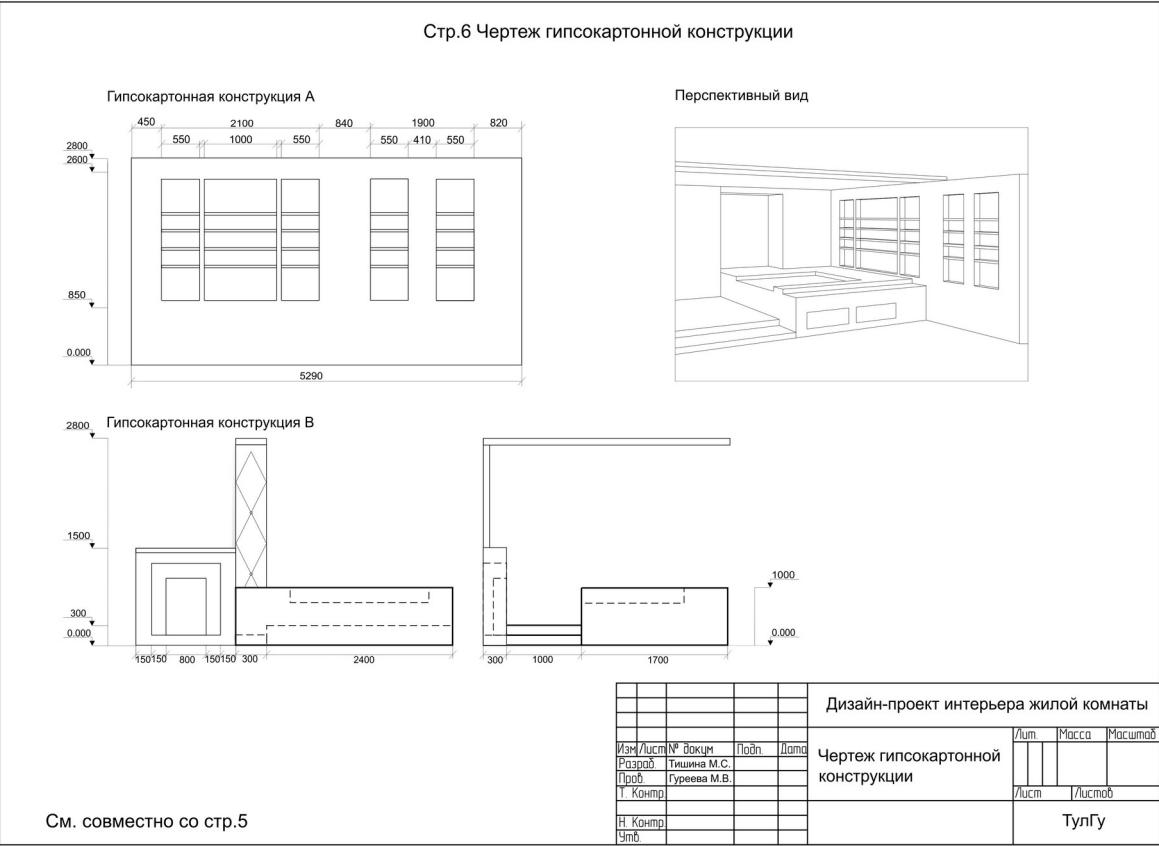 Стр.6 Чертеж гипсокартонной конструкции
Гипсокартонная конструкция А
450 2100 840 1900 820
550 1000 550 550 410 550
2800
2600
850
0.000
5290
Перспективный вид
Гипсокартонная конструкция В
2800
1500
300
0.000
150 150 800 150 150 300 2400
1000
0.000
300 1000 1700
Дизайн-проект интерьера жилой комнаты
Изм Лист № докум Подп. Дата
Разраб. Тишина М.С.
Пров. Гуреева М.В.
Т. Контр.
Н. Контр.
Утв.
Чертеж гипсокартонной
конструкции
Лит. Масса Масштаб
Лист Листов
ТулГу
См. совместно со стр.5